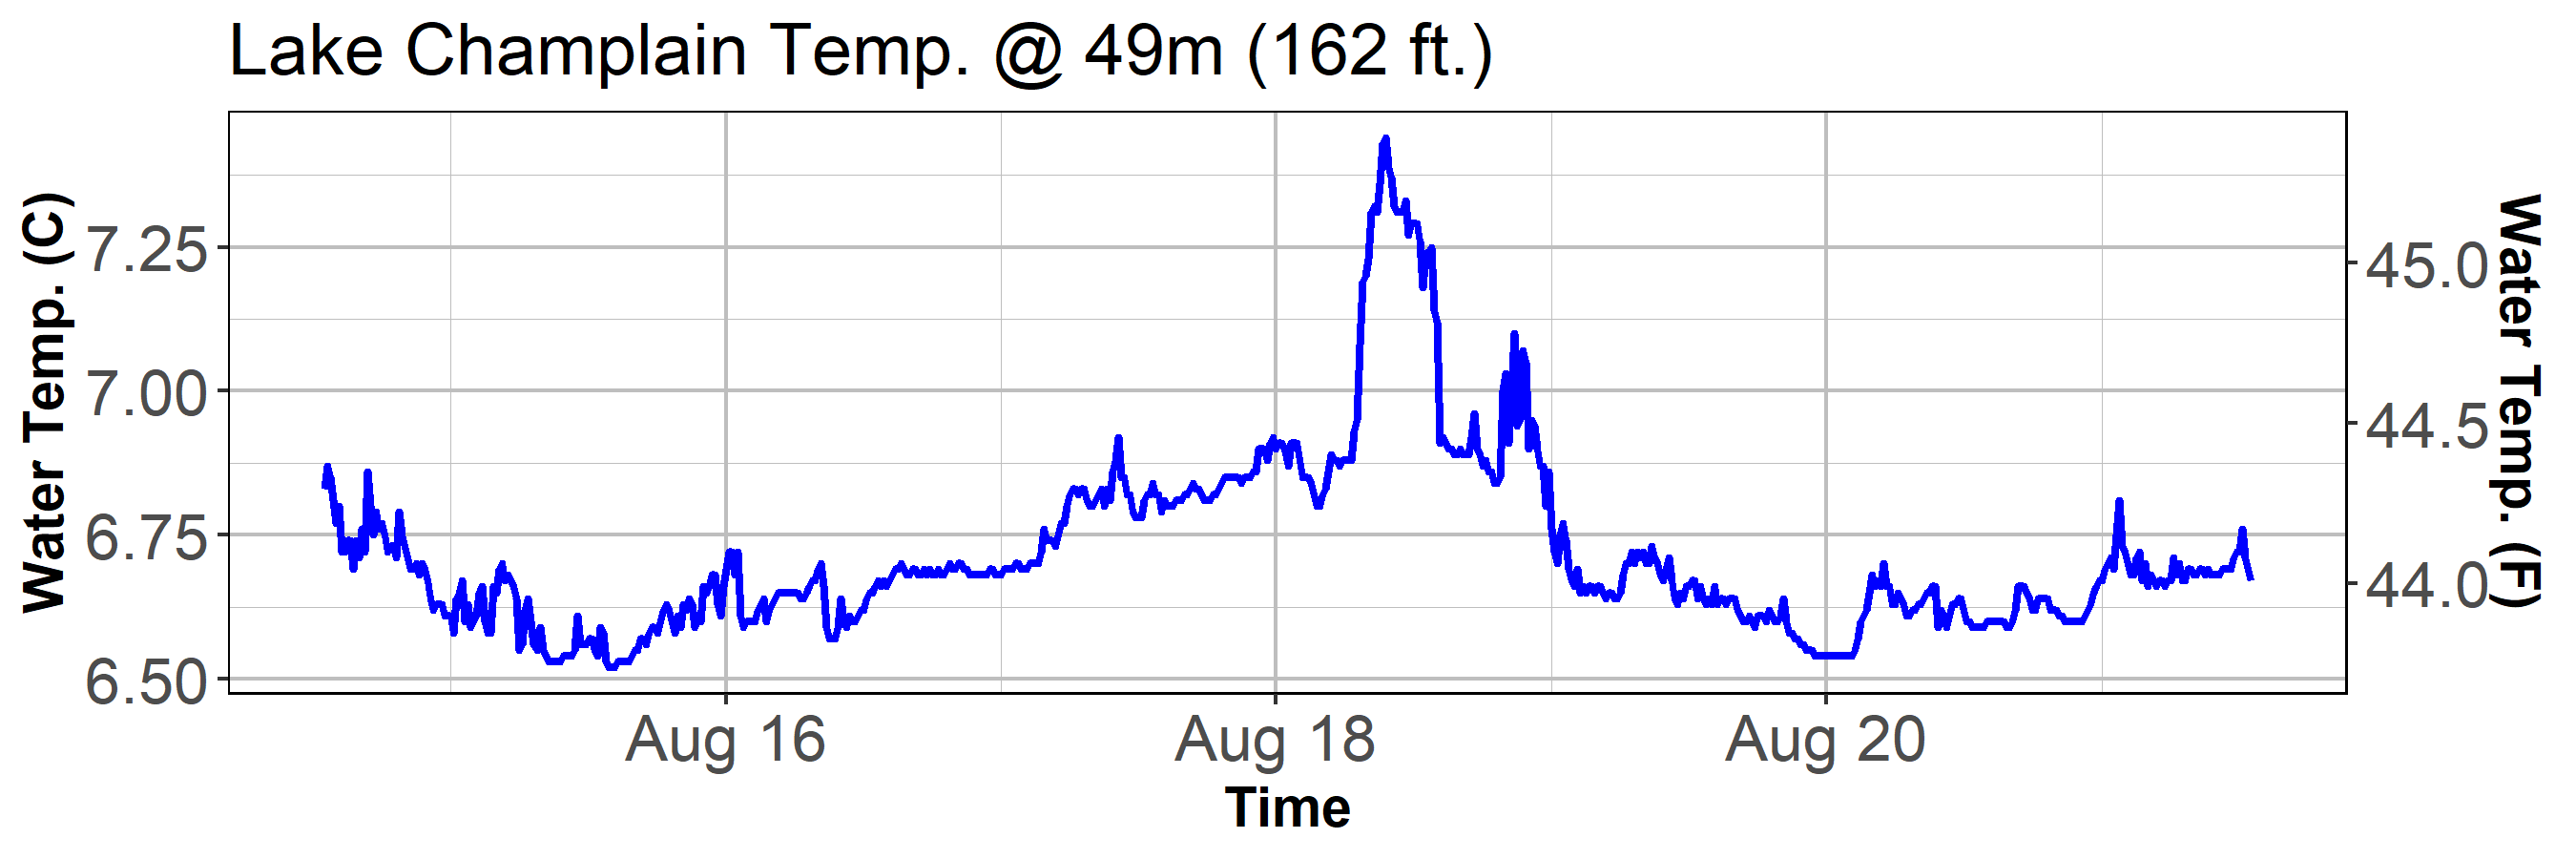 Lake Champlain Temp. @ 49m (162 ft.)
Water Temp. (C)
7.25
7.00
6.75
6.50
45.0
44.5
44.0
Water Temp. (F)
Aug 16
Aug 18
Aug 20
Time